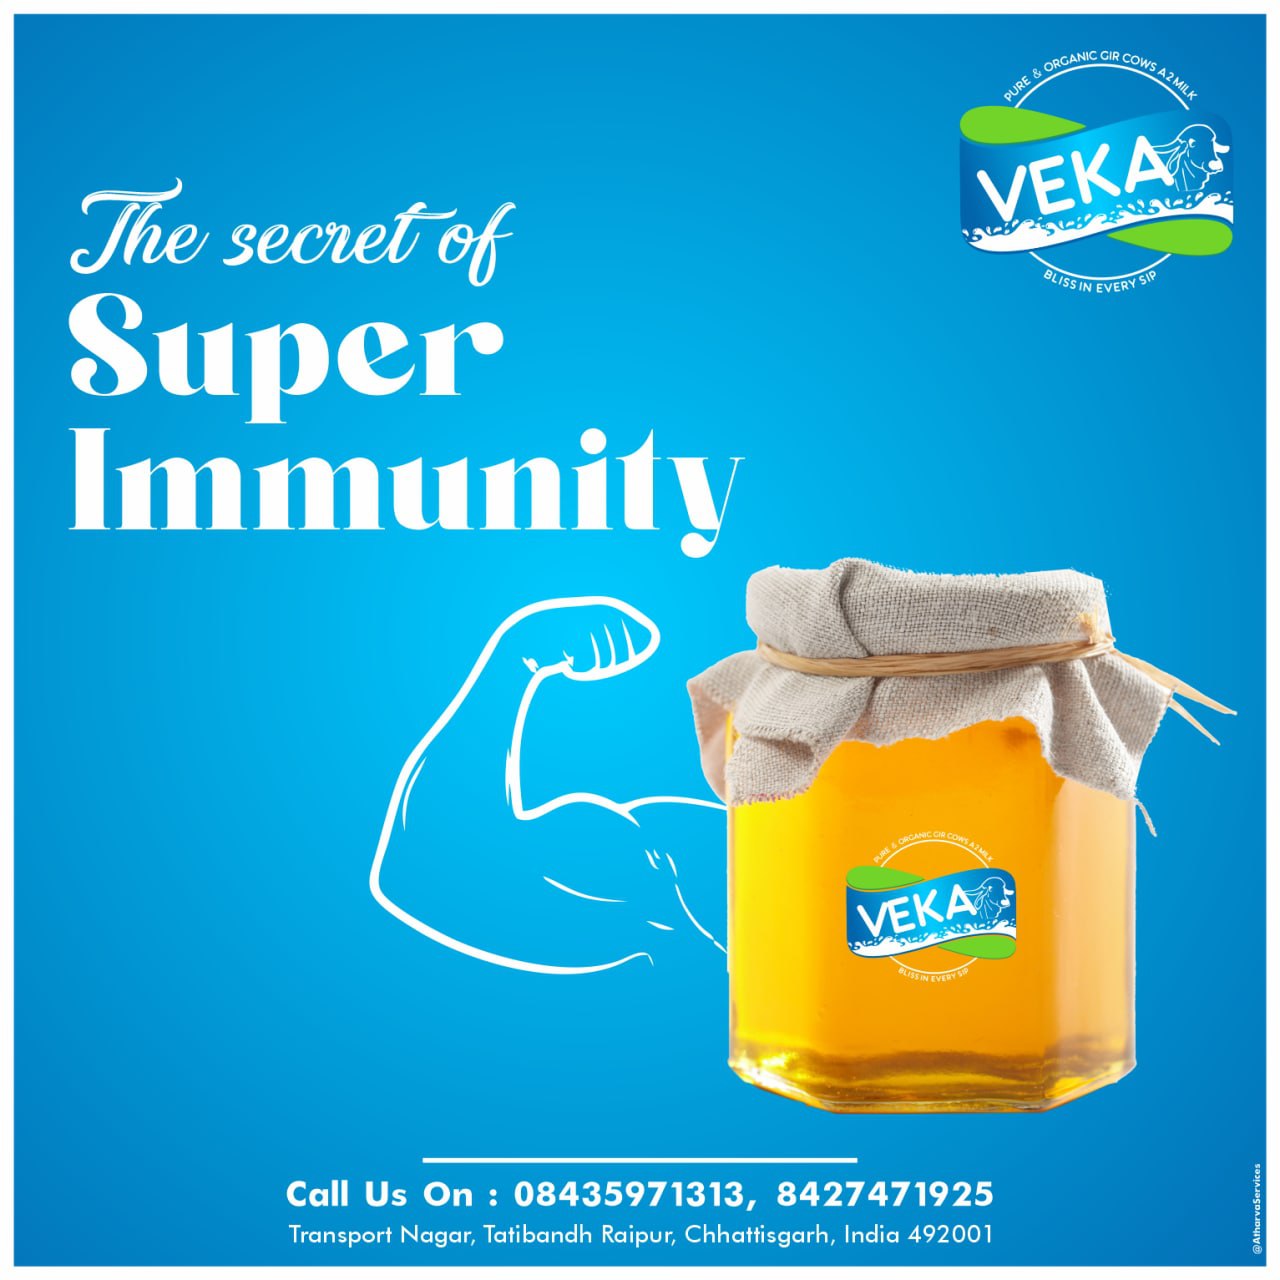 PURE & ORGANIC GIR COWS A2 MILK
VEKA
BLISS IN EVERY SIP
The secret of
Super
Immunity
PURE & ORGANIC GIR COWS A2 MILK
VEKA
BLISS IN EVERY SIP
Call Us On : 08435971313, 8427471925
Transport Nagar, Tatibandh Raipur, Chhattisgarh, India 492001
@AtharvaServices